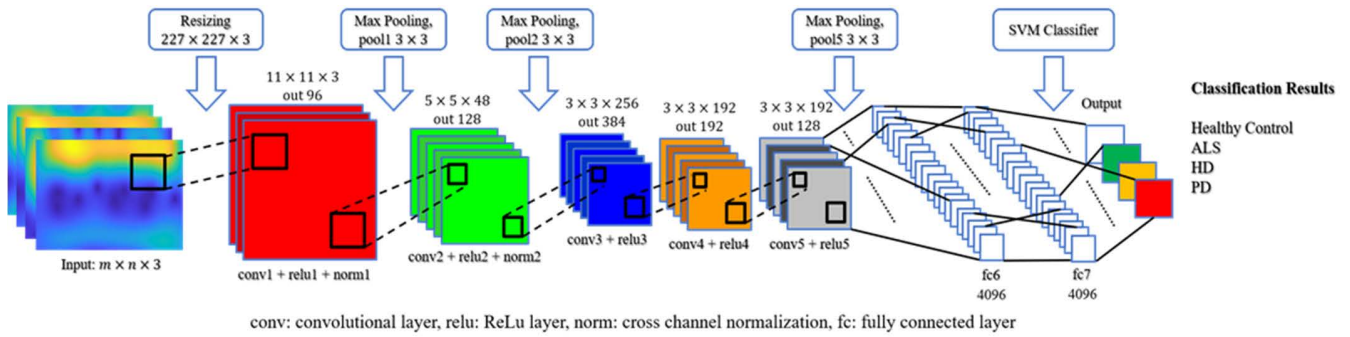 Resizing
227 × 227 × 3
Max Pooling,
pool1 3 × 3
Max Pooling,
pool2 3 × 3
Max Pooling,
pool5 3 × 3
SVM Classifier
11 × 11 × 3
out 96
5 × 5 × 48
out 128
3 × 3 × 256
out 384
3 × 3 × 192
out 192
3 × 3 × 192
out 128
Output
Classification Results
Healthy Control
ALS
HD
PD
Input: m × n × 3
conv1 + relu1 + norm1
conv2 + relu2 + norm2
conv3 + relu3
conv4 + relu4
conv5 + relu5
fc6
4096
fc7
4096
conv: convolutional layer, relu: ReLu layer, norm: cross channel normalization, fc: fully connected layer